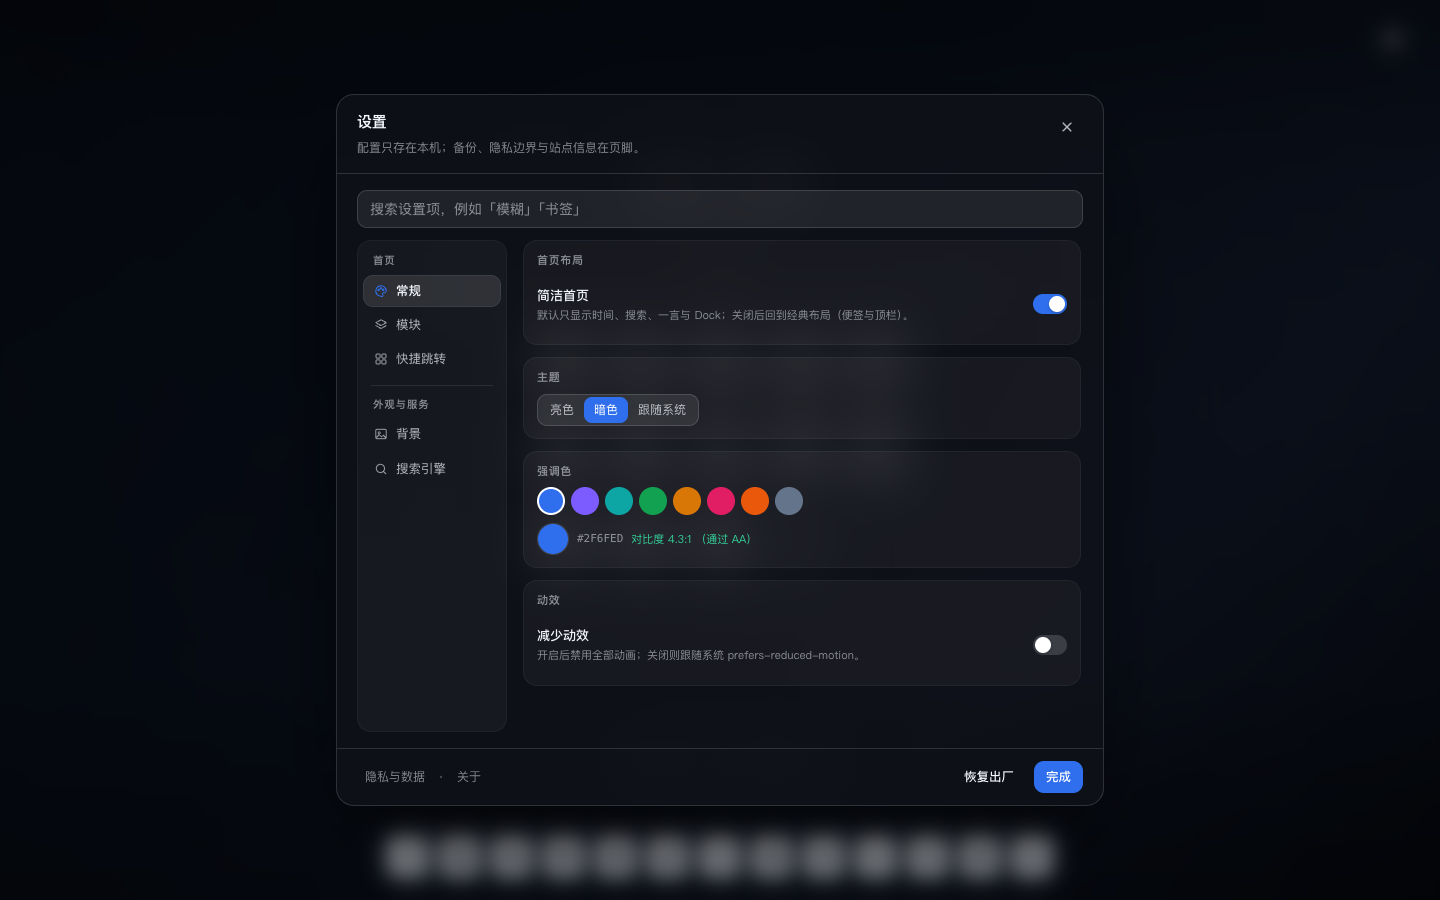 设置
配置只存在本机；备份、隐私边界与站点信息在页脚。
搜索设置项，例如「模糊」「书签」
首页
常规
模块
快捷跳转
外观与服务
背景
搜索引擎
首页布局
简洁首页
默认只显示时间、搜索、一言与 Dock；关闭后回到经典布局（便签与顶栏）。
主题
亮色 暗色 跟随系统
强调色
#2F6FED 对比度 4.3:1 （通过 AA）
动效
减少动效
开启后禁用全部动画；关闭则跟随系统 prefers-reduced-motion。
隐私与数据 · 关于
恢复出厂 完成